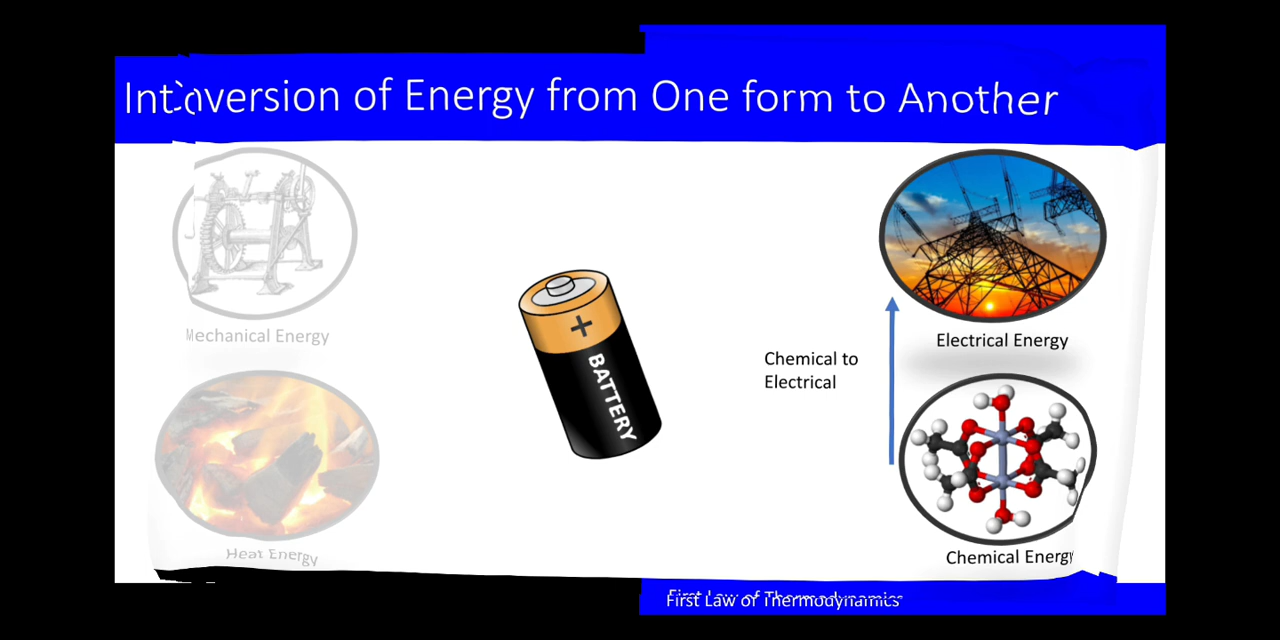 version of Energy from One form to Another
Mechanical Energy
Electrical Energy
+
BATTERY
Chemical to
Electrical
Heat Energy
Chemical Energy
First Law of Thermodynamics